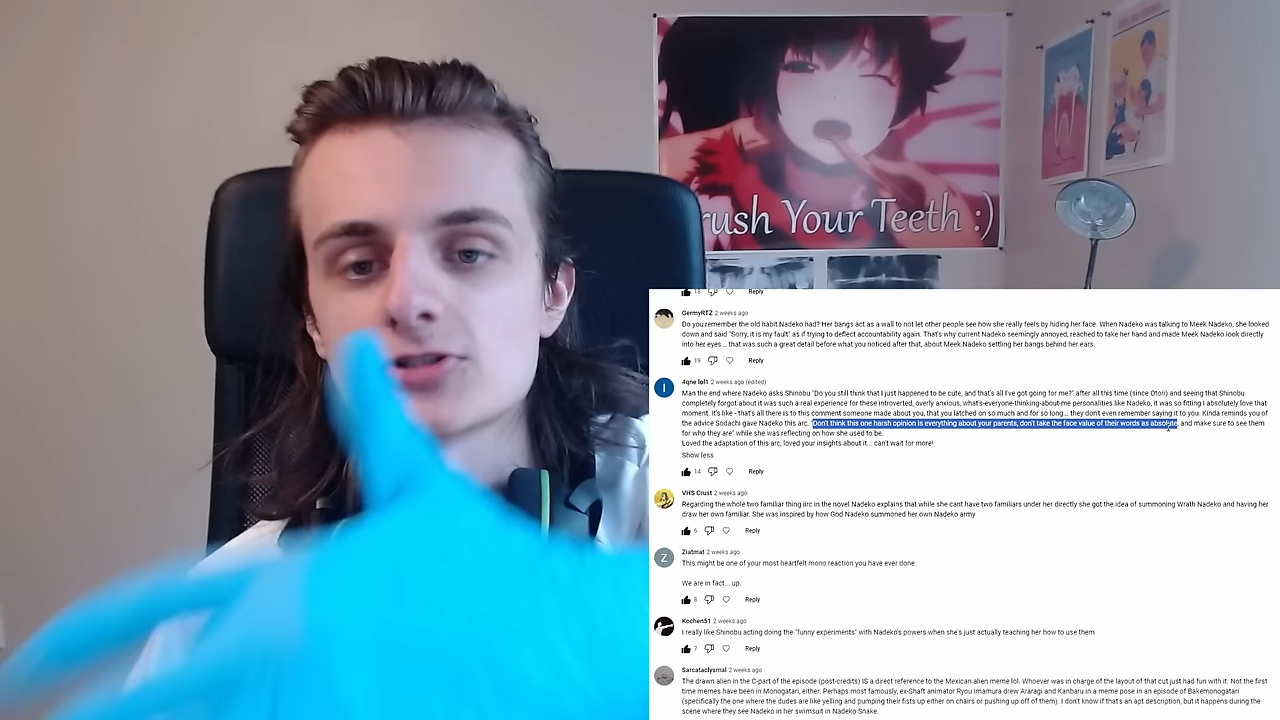 rush Your Teeth :)
18 Reply
GermyRTZ 2 weeks ago
Do you remember the old habit Nadeko had? Her bangs act as a wall to not let other people see how she really feels by hiding her face. When Nadeko was talking to Meek Nadeko, she looked
down and said "Sorry, it is my fault" as if trying to deflect accountability again. That's why current Nadeko seemingly annoyed, reached to take her hand and made Meek Nadeko look directly
into her eyes... that was such a great detail before what you noticed after that, about Meek Nadeko settling her bangs behind her ears.
19 Reply
I
4qne lol1 2 weeks ago (edited)
Man the end where Nadeko asks Shinobu "Do you still think that I just happened to be cute, and that's all I've got going for me?" after all this time (since Otori) and seeing that Shinobu
completely forgot about it was such a real experience for these introverted, overly anxious, what's-everyone-thinking-about-me personalities like Nadeko, it was so fitting I absolutely love that
moment. It's like - that's all there is to this comment someone made about you, that you latched on so much and for so long... they don't even remember saying it to you. Kinda reminds you of
the advice Sodachi gave Nadeko this arc, "Don't think this one harsh opinion is everything about your parents, don't take the face value of their words as absolute, and make sure to see them
for who they are" while she was reflecting on how she used to be.
Loved the adaptation of this arc, loved your insights about it... can't wait for more!
Show less
14 Reply
VHS Crust 2 weeks ago
Regarding the whole two familiar thing iirc in the novel Nadeko explains that while she cant have two familiars under her directly she got the idea of summoning Wrath Nadeko and having her
draw her own familiar. She was inspired by how God Nadeko summoned her own Nadeko army
6 Reply
Z
Ziatmat 2 weeks ago
This might be one of your most heartfelt mono reaction you have ever done.
We are in fact... up.
8 Reply
Kochen51 2 weeks ago
I really like Shinobu acting doing the "funny experiments" with Nadeko's powers when she's just actually teaching her how to use them
7 Reply
Sarcataclysmal 2 weeks ago
The drawn alien in the C-part of the episode (post-credits) IS a direct reference to the Mexican alien meme lol. Whoever was in charge of the layout of that cut just had fun with it. Not the first
time memes have been in Monogatari, either. Perhaps most famously, ex-Shaft animator Ryou Imamura drew Araragi and Kanbaru in a meme pose in an episode of Bakemonogatari
(specifically the one where the dudes are like yelling and pumping their fists up either on chairs or pushing up off of them). I don't know if that's an apt description, but it happens during the
scene where they see Nadeko in her swimsuit in Nadeko Snake.